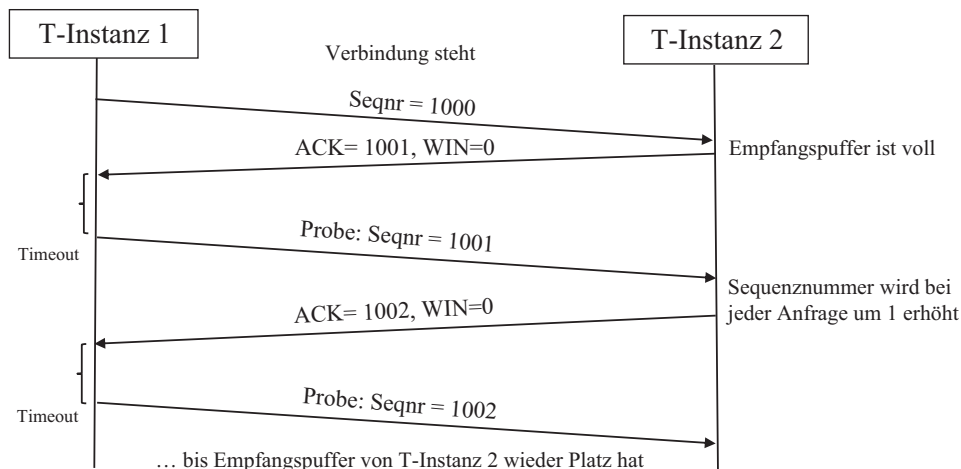 T-Instanz 1
T-Instanz 2
Verbindung steht
Seqnr = 1000
ACK= 1001, WIN=0
Empfangspuffer ist voll
Timeout
Probe: Seqnr = 1001
Sequenznummer wird bei
jeder Anfrage um 1 erhöht
ACK= 1002, WIN=0
Timeout
Probe: Seqnr = 1002
… bis Empfangspuffer von T-Instanz 2 wieder Platz hat